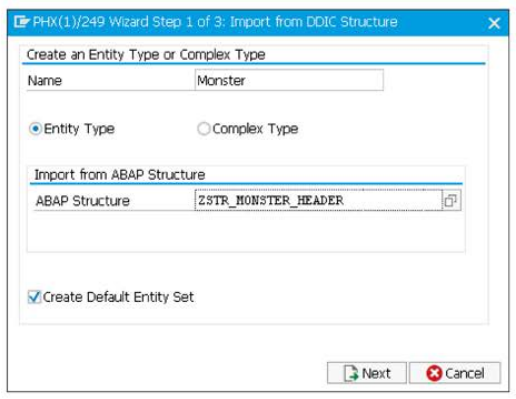 PHX(1)/249 Wizard Step 1 of 3: Import from DDIC Structure
Create an Entity Type or Complex Type
Name Monster
Entity Type Complex Type
Import from ABAP Structure
ABAP Structure ZSTR_MONSTER_HEADER
Create Default Entity Set
Next Cancel